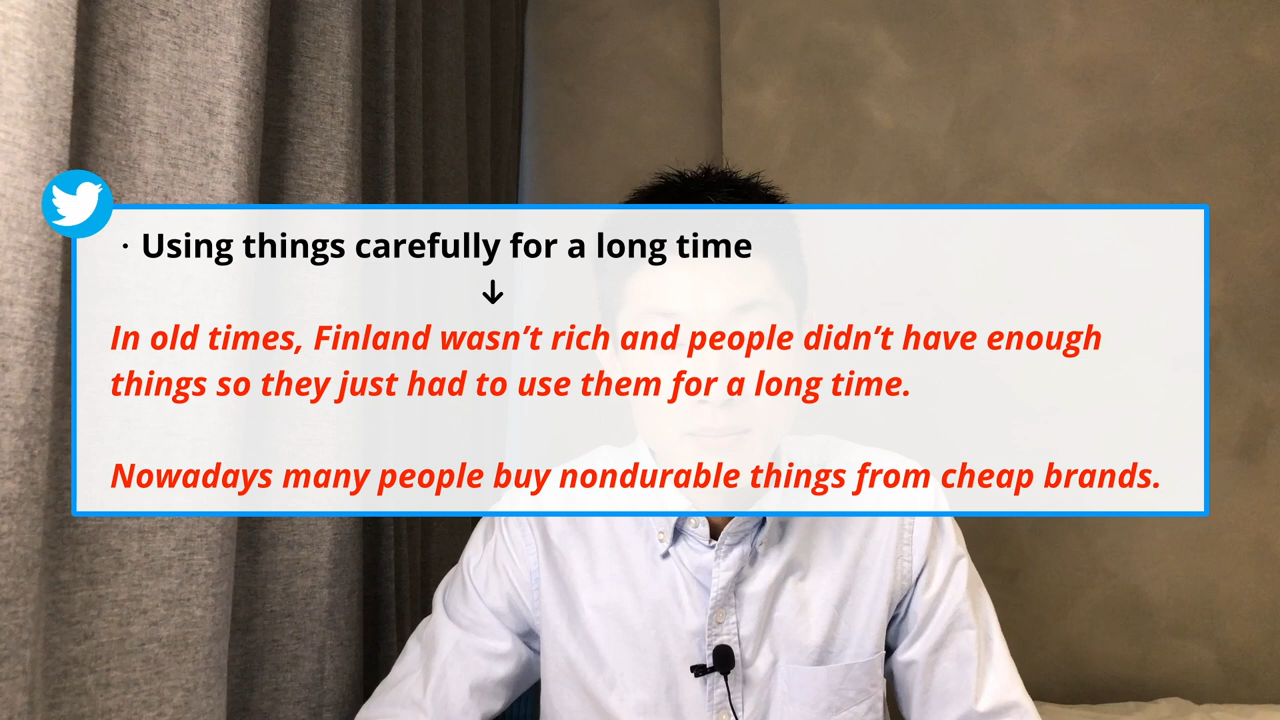 · Using things carefully for a long time
↓
In old times, Finland wasn’t rich and people didn’t have enough
things so they just had to use them for a long time.
Nowadays many people buy nondurable things from cheap brands.